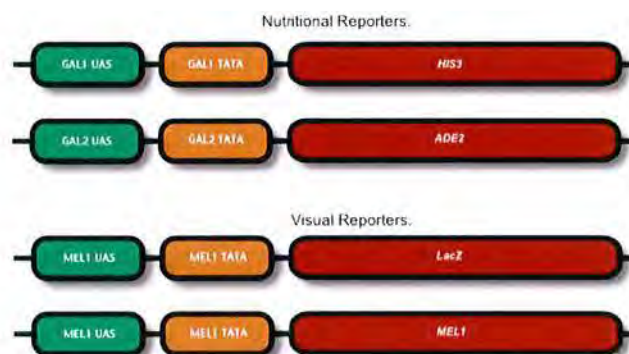 Nutritional Reporters.
GAL1 UAS GAL1 TATA HIS3
GAL2 UAS GAL2 TATA ADE2
Visual Reporters.
MEL1 UAS MEL1 TATA LacZ
MEL1 UAS MEL1 TATA MEL1